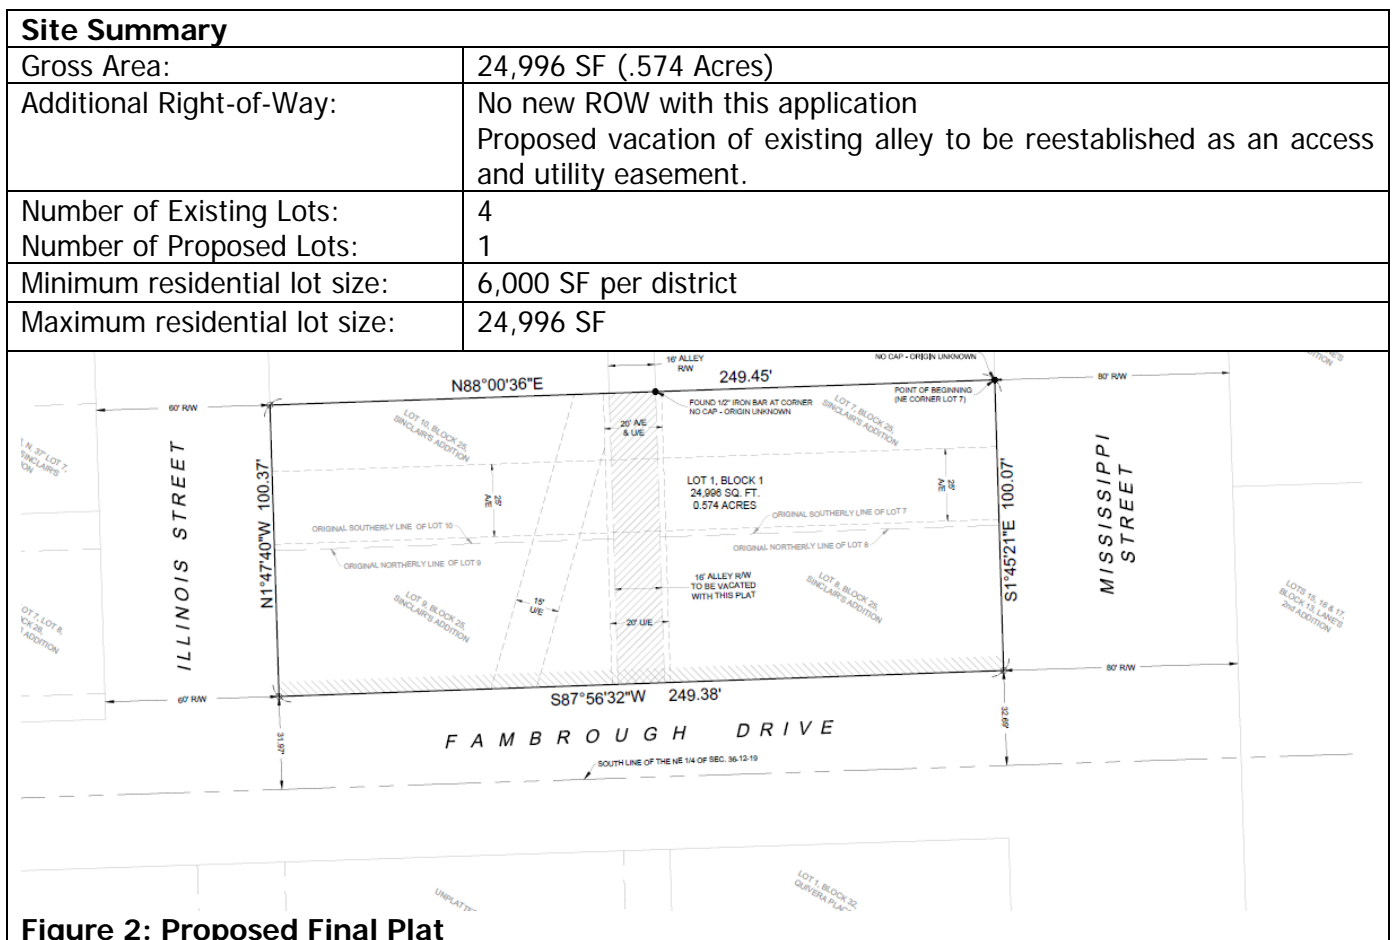 Site Summary
Gross Area:
24,996 SF (.574 Acres)
Additional Right-of-Way:
No new ROW with this application
Proposed vacation of existing alley to be reestablished as an access
and utility easement.
Number of Existing Lots:
4
Number of Proposed Lots:
1
Minimum residential lot size:
6,000 SF per district
Maximum residential lot size:
24,996 SF
16' ALLEY
R/W
NO CAP - ORIGIN UNKNOWN
N88°00'36"E
249.45'
60' R/W
80' R/W
POINT OF BEGINNING
(NE CORNER LOT 7)
FOUND 1/2" IRON BAR AT CORNER
NO CAP - ORIGIN UNKNOWN
LOT 10, BLOCK 25,
SINCLAIR'S ADDITION
LOT 7, BLOCK 25,
SINCLAIR'S ADDITION
20' A/E
& U/E
ILLINOIS STREET
N1°47'40"W 100.37'
25'
A/E
LOT 1, BLOCK 1
24,996 SQ. FT.
0.574 ACRES
25'
A/E
S1°45'21"E 100.07'
MISSISSIPPI
STREET
ORIGINAL SOUTHERLY LINE OF LOT 10
ORIGINAL SOUTHERLY LINE OF LOT 7
ORIGINAL NORTHERLY LINE OF LOT 9
ORIGINAL NORTHERLY LINE OF LOT 8
16' ALLEY R/W
TO BE VACATED
WITH THIS PLAT
LOT 9, BLOCK 25,
SINCLAIR'S ADDITION
LOT 8, BLOCK 25,
SINCLAIR'S ADDITION
LOTS 15, 16 & 17,
BLOCK 13, LANE'S
2nd ADDITION
15'
U/E
20' U/E
60' R/W
80' R/W
S87°56'32"W 249.38'
31.97'
32.69'
FAMBROUGH DRIVE
SOUTH LINE OF THE NE 1/4 OF SEC. 36-12-19
LOT 1, BLOCK 32,
QUIVERA
Figure 2: Proposed Final Plat